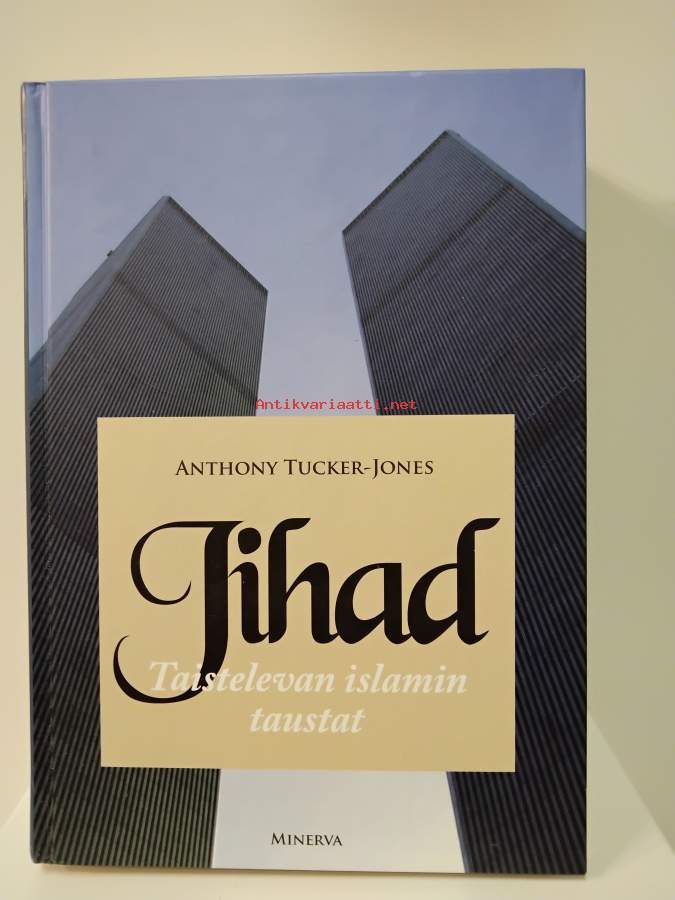 Antikvariaatti.net
ANTHONY TUCKER-JONES
Jihad
Taistelevan islamin
taustat
MINERVA